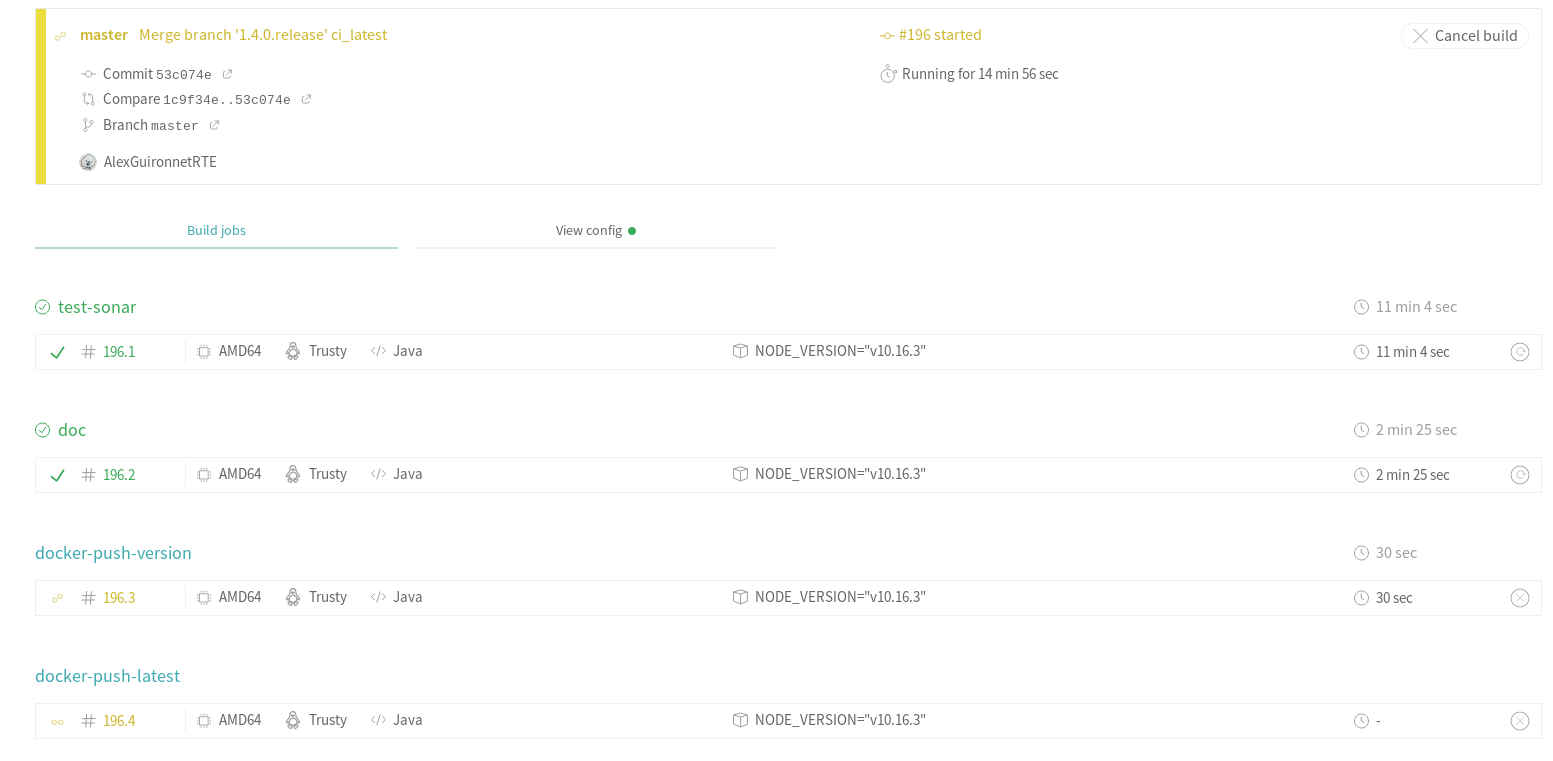 master Merge branch '1.4.0.release' ci_latest #196 started Cancel build
Commit 53c074e Running for 14 min 56 sec
Compare 1c9f34e..53c074e
Branch master
AlexGuironnetRTE
Build jobs View config
test-sonar 11 min 4 sec
# 196.1 AMD64 Trusty </> Java NODE_VERSION="v10.16.3" 11 min 4 sec
doc 2 min 25 sec
# 196.2 AMD64 Trusty </> Java NODE_VERSION="v10.16.3" 2 min 25 sec
docker-push-version 30 sec
# 196.3 AMD64 Trusty </> Java NODE_VERSION="v10.16.3" 30 sec
docker-push-latest
# 196.4 AMD64 Trusty </> Java NODE_VERSION="v10.16.3" -